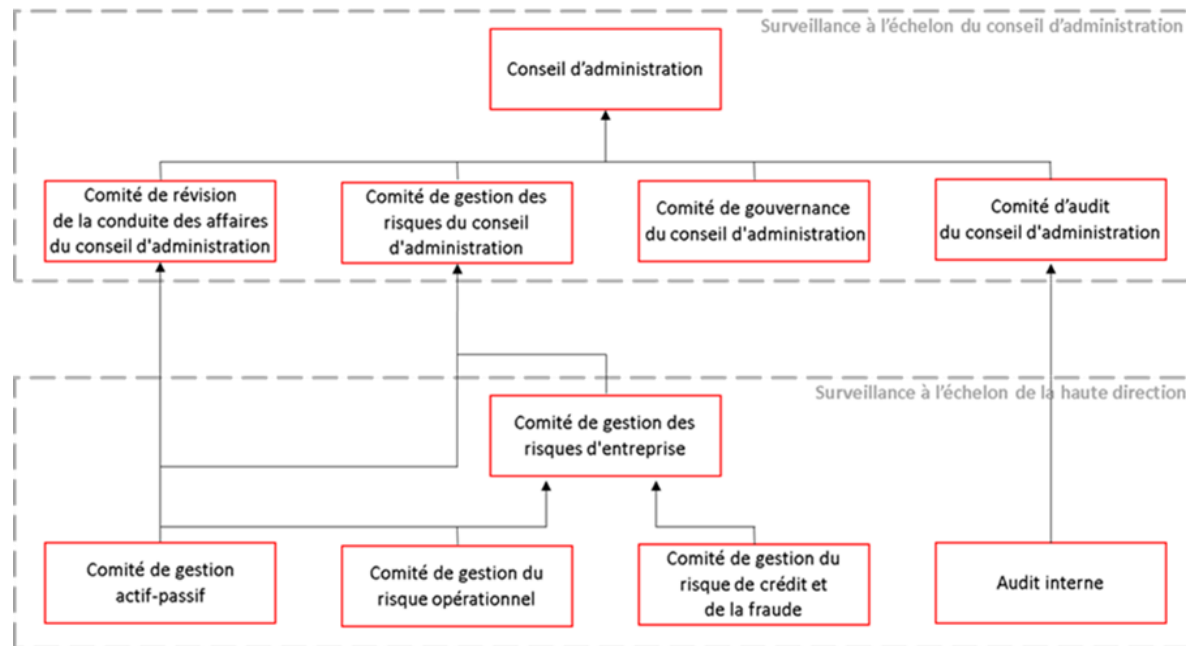 Surveillance à l’échelon du conseil d’administration
Conseil d’administration
Comité de révision
de la conduite des affaires
du conseil d'administration
Comité de gestion des
risques du conseil
d'administration
Comité de gouvernance
du conseil d'administration
Comité d’audit
du conseil d'administration
Surveillance à l’échelon de la haute direction
Comité de gestion des
risques d'entreprise
Comité de gestion
actif-passif
Comité de gestion du
risque opérationnel
Comité de gestion du
risque de crédit et
de la fraude
Audit interne